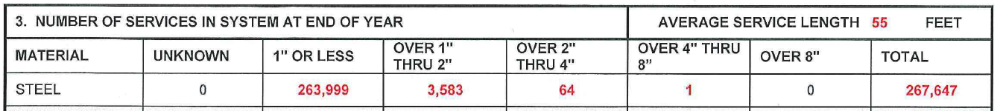 3. NUMBER OF SERVICES IN SYSTEM AT END OF YEAR AVERAGE SERVICE LENGTH 55 FEET
MATERIAL UNKNOWN 1" OR LESS OVER 1" THRU 2" OVER 2" THRU 4" OVER 4" THRU 8” OVER 8" TOTAL
STEEL 0 263,999 3,583 64 1 0 267,647